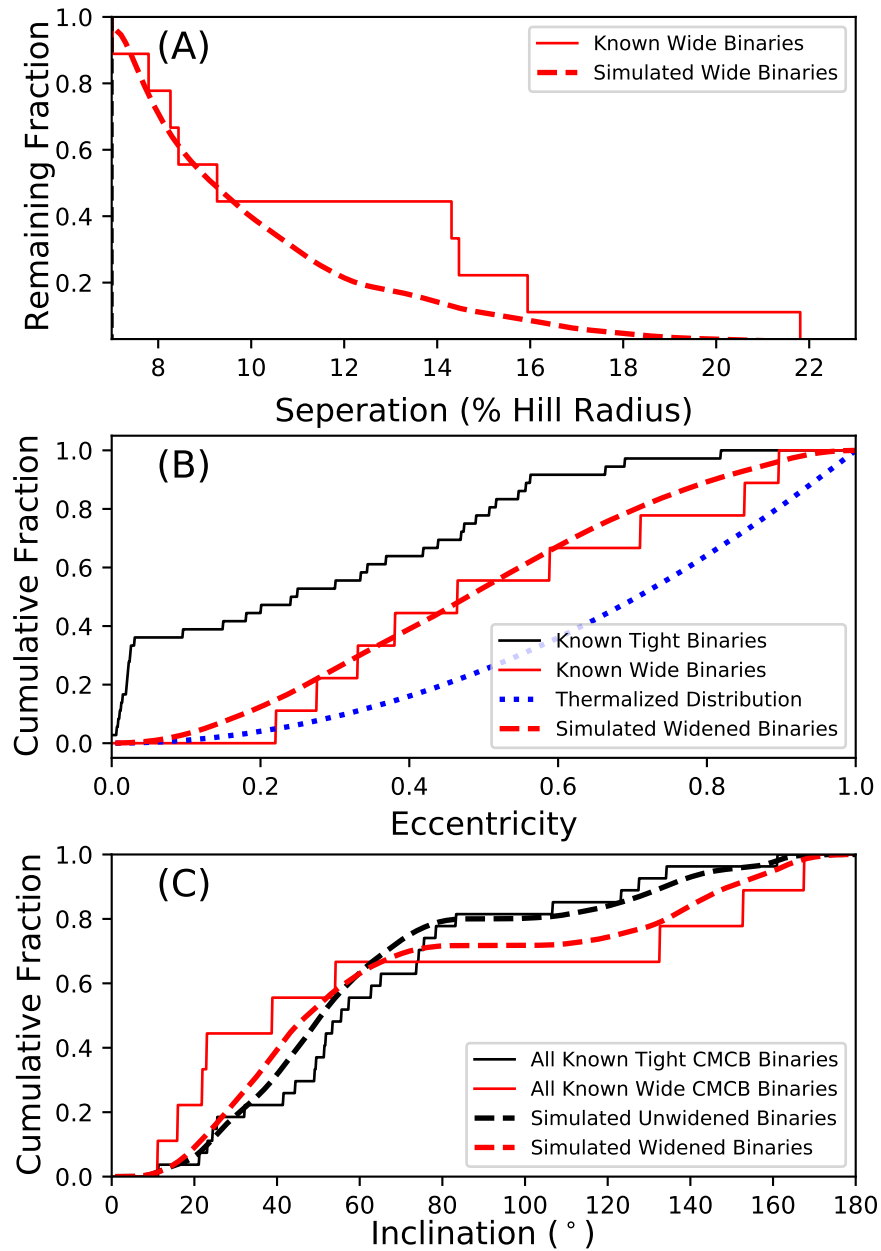 (A)
Known Wide Binaries
Simulated Wide Binaries
Remaining Fraction
1.0
0.8
0.6
0.4
0.2
8 10 12 14 16 18 20 22
Seperation (% Hill Radius)
(B)
Cumulative Fraction
1.0
0.8
0.6
0.4
0.2
0.0
Known Tight Binaries
Known Wide Binaries
Thermalized Distribution
Simulated Widened Binaries
0.0 0.2 0.4 0.6 0.8 1.0
Eccentricity
(C)
Cumulative Fraction
1.0
0.8
0.6
0.4
0.2
0.0
All Known Tight CMCB Binaries
All Known Wide CMCB Binaries
Simulated Unwidened Binaries
Simulated Widened Binaries
0 20 40 60 80 100 120 140 160 180
Inclination (°)